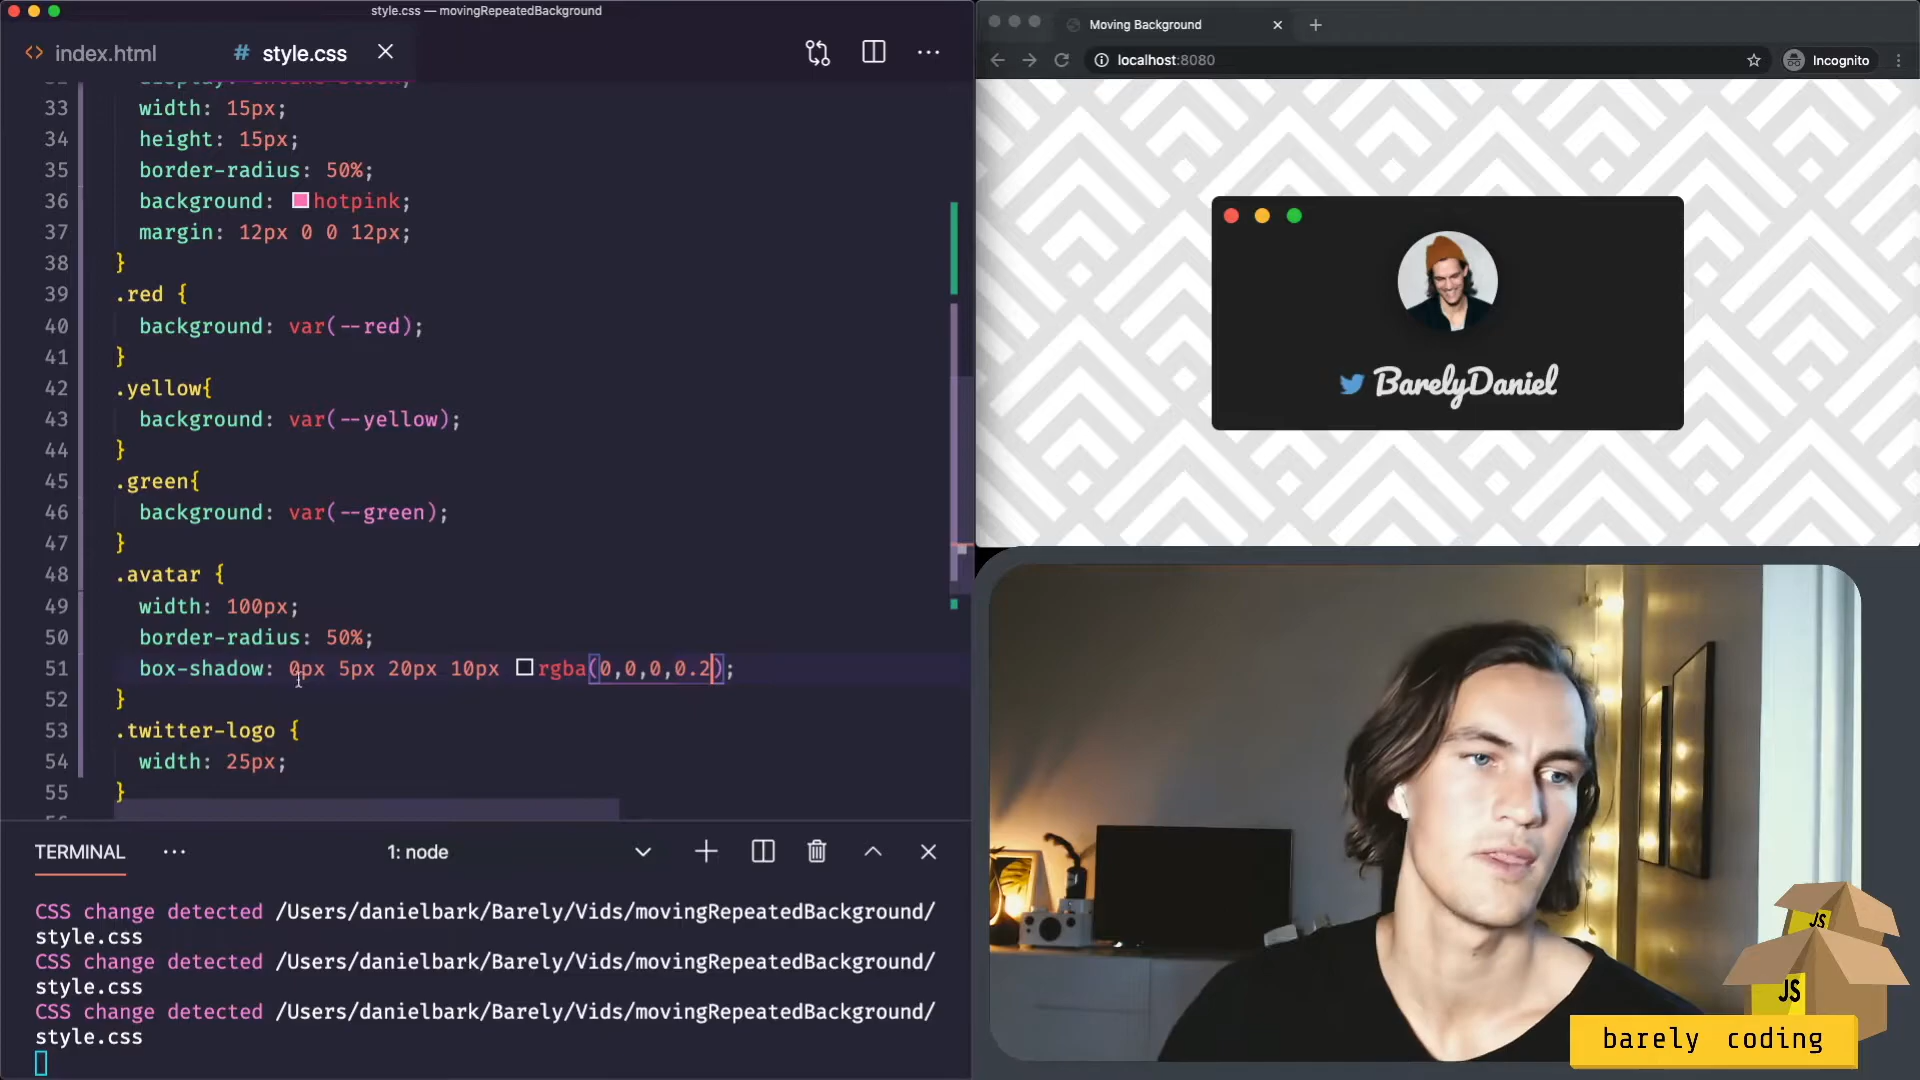 style.css — movingRepeatedBackground
index.html
# style.css
33 width: 15px;
34 height: 15px;
35 border-radius: 50%;
36 background: hotpink;
37 margin: 12px 0 0 12px;
38 }
39 .red {
40 background: var(--red);
41 }
42 .yellow{
43 background: var(--yellow);
44 }
45 .green{
46 background: var(--green);
47 }
48 .avatar {
49 width: 100px;
50 border-radius: 50%;
51 box-shadow: 0px 5px 20px 10px rgba(0,0,0,0.2);
52 }
53 .twitter-logo {
54 width: 25px;
55 }
TERMINAL
1: node
CSS change detected /Users/danielbark/Barely/Vids/movingRepeatedBackground/
style.css
CSS change detected /Users/danielbark/Barely/Vids/movingRepeatedBackground/
style.css
CSS change detected /Users/danielbark/Barely/Vids/movingRepeatedBackground/
style.css
Moving Background
localhost:8080
Incognito
BarelyDaniel
JS
JS
barely coding